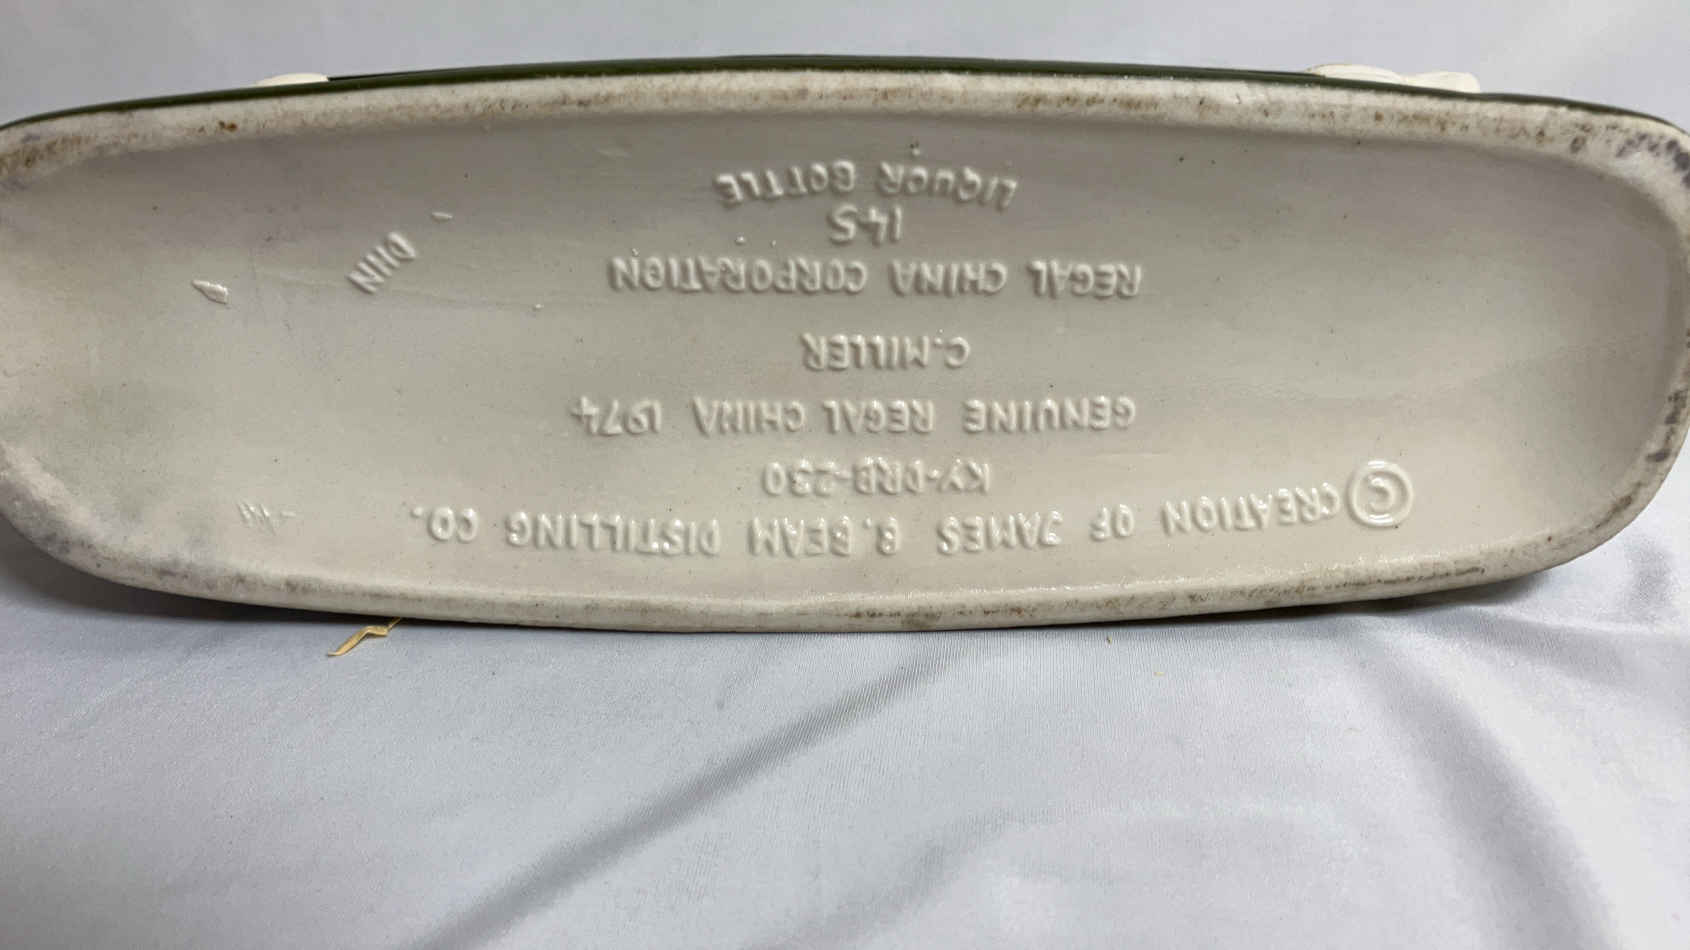 © CREATION OF JAMES B. BEAM DISTILLING CO.
KY-DRB-230
GENUINE REGAL CHINA 1974
C. MILLER
REGAL CHINA CORPORATION
145
LIQUOR BOTTLE